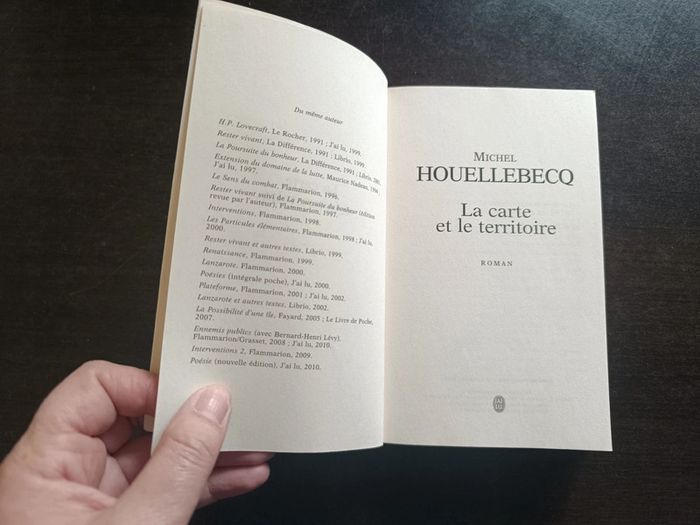 Du même auteur
H.P. Lovecraft, Le Rocher, 1991 ; J'ai lu, 1999.
Rester vivant, La Différence, 1991 ; Librio, 1999.
La Poursuite du bonheur, La Différence, 1991 ; Librio, 2001.
Extension du domaine de la lutte, Maurice Nadeau, 1994 ;
J'ai lu, 1997.
Le Sens du combat, Flammarion, 1996.
Rester vivant suivi de La Poursuite du bonheur (édition
revue par l'auteur), Flammarion, 1997.
Interventions, Flammarion, 1998.
Les Particules élémentaires, Flammarion, 1998 ; J'ai lu,
2000.
Rester vivant et autres textes, Librio, 1999.
Renaissance, Flammarion, 1999.
Lanzarote, Flammarion, 2000.
Poésies (intégrale poche), J'ai lu, 2000.
Plateforme, Flammarion, 2001 ; J'ai lu, 2002.
Lanzarote et autres textes, Librio, 2002.
La Possibilité d'une île, Fayard, 2005 ; Le Livre de Poche,
2007.
Ennemis publics (avec Bernard-Henri Lévy),
Flammarion/Grasset, 2008 ; J'ai lu, 2010.
Interventions 2, Flammarion, 2009.
Poésie (nouvelle édition), J'ai lu, 2010.
MICHEL
HOUELLEBECQ
La carte
et le territoire
ROMAN
J'AI
LU